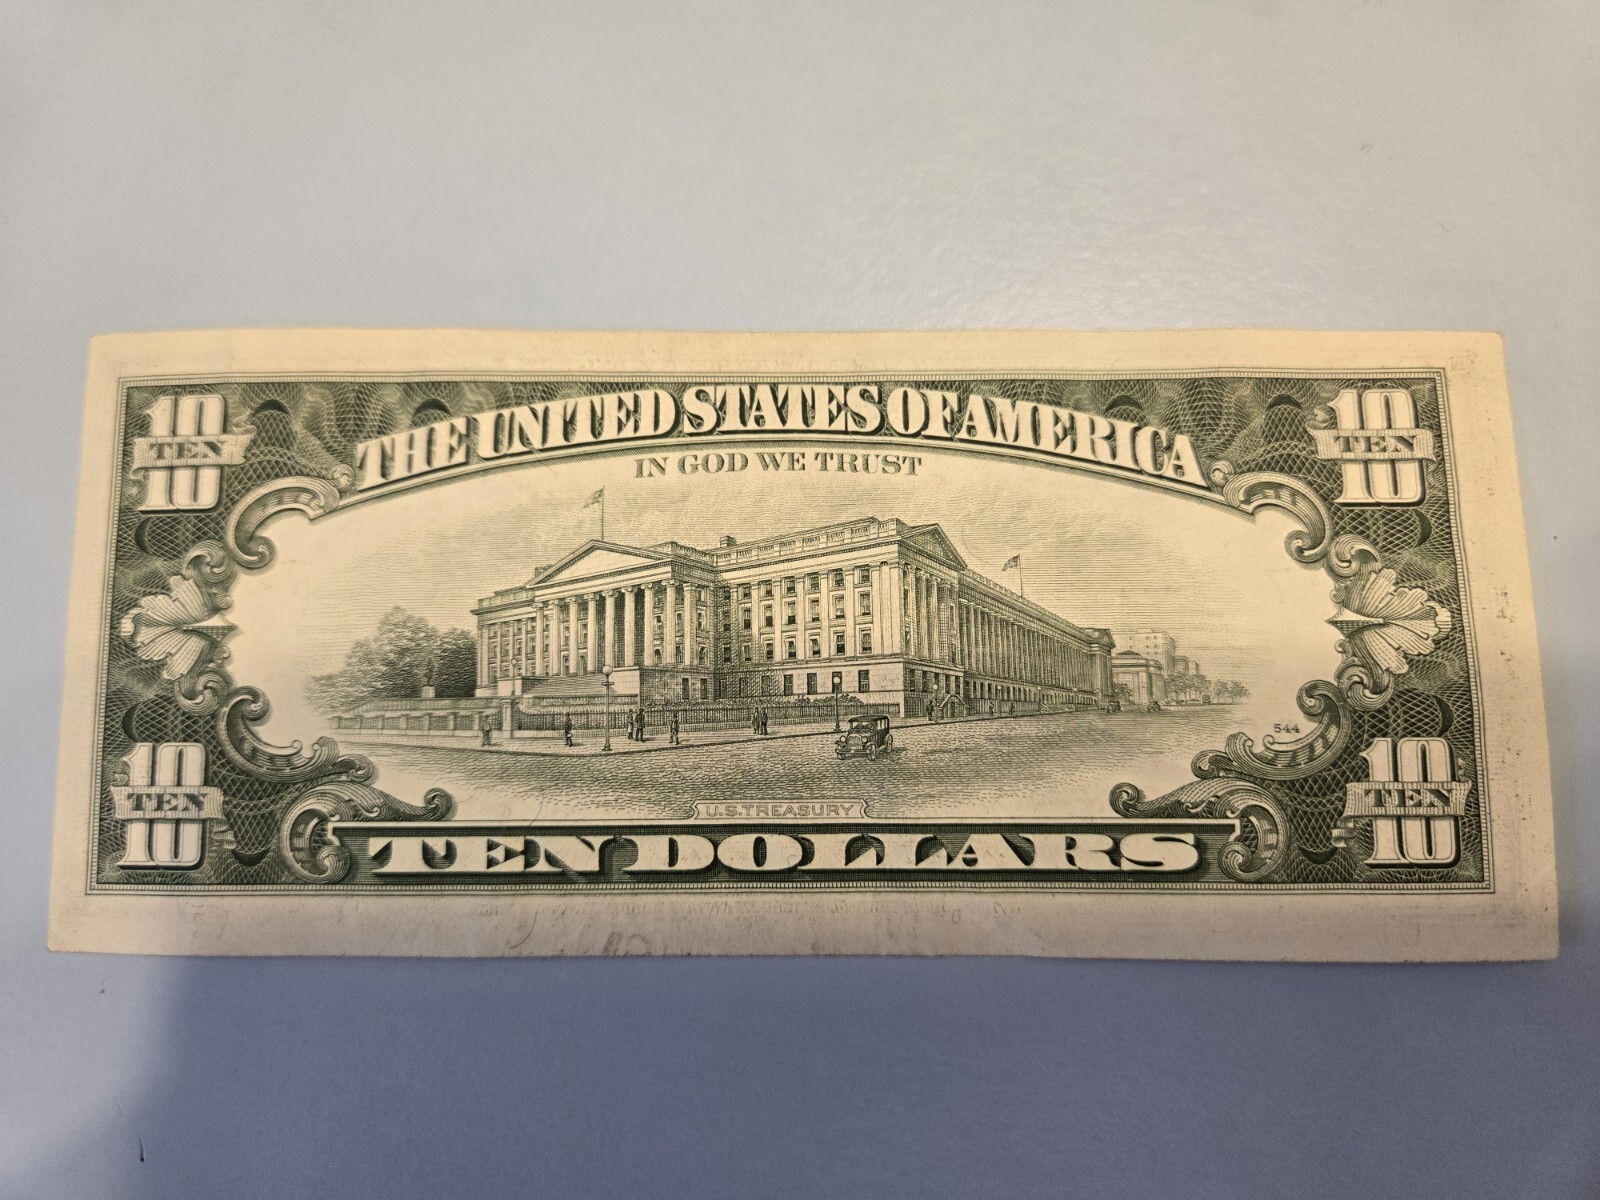 10 TEN 10
THE UNITED STATES OF AMERICA
10 TEN 10
IN GOD WE TRUST
544
10 TEN 10
U.S. TREASURY
10 TEN 10
TEN DOLLARS